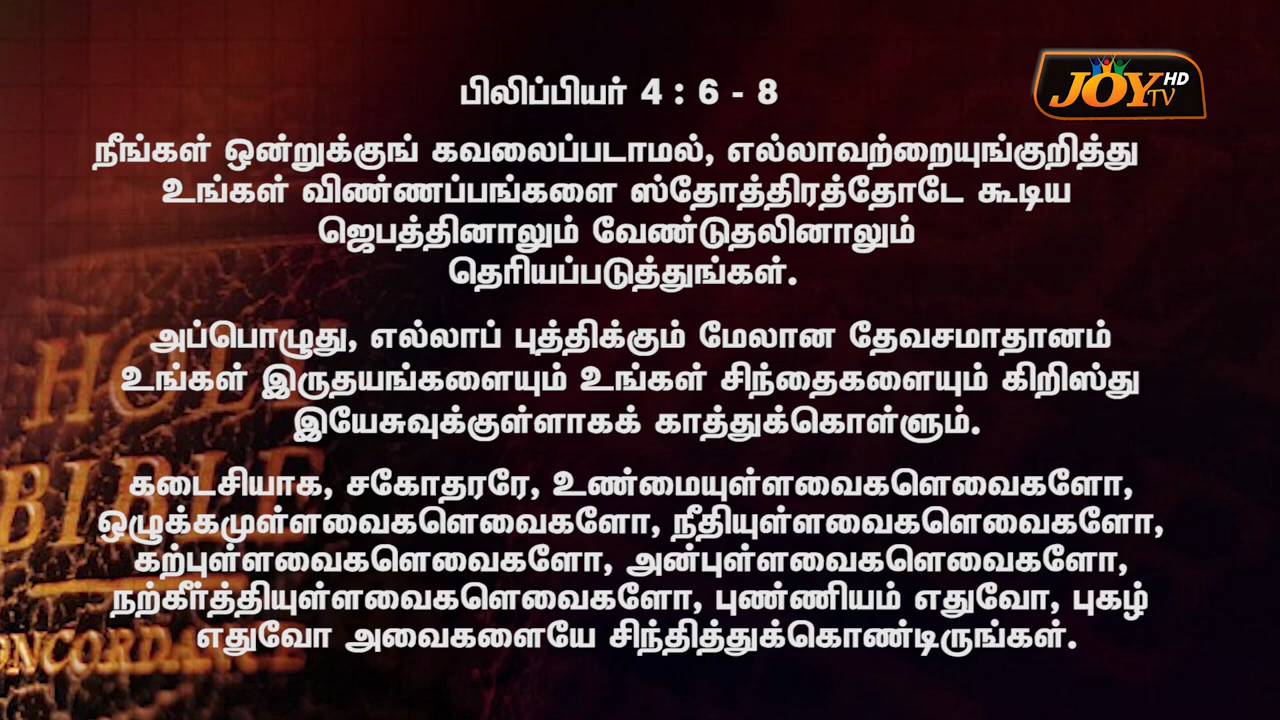 பிலிப்பியர் 4 : 6 - 8
JOY TV HD
நீங்கள் ஒன்றுக்குங் கவலைப்படாமல், எல்லாவற்றையுங்குறித்து
உங்கள் விண்ணப்பங்களை ஸ்தோத்திரத்தோடே கூடிய
ஜெபத்தினாலும் வேண்டுதலினாலும்
தெரியப்படுத்துங்கள்.
அப்பொழுது, எல்லாப் புத்திக்கும் மேலான தேவசமாதானம்
உங்கள் இருதயங்களையும் உங்கள் சிந்தைகளையும் கிறிஸ்து
இயேசுவுக்குள்ளாகக் காத்துக்கொள்ளும்.
கடைசியாக, சகோதரரே, உண்மையுள்ளவைகளெவைகளோ,
ஒழுக்கமுள்ளவைகளெவைகளோ, நீதியுள்ளவைகளெவைகளோ,
கற்புள்ளவைகளெவைகளோ, அன்புள்ளவைகளெவைகளோ,
நற்கீர்த்தியுள்ளவைகளெவைகளோ, புண்ணியம் எதுவோ, புகழ்
எதுவோ அவைகளையே சிந்தித்துக்கொண்டிருங்கள்.
HOLY
BIBLE
CONCORDANCE